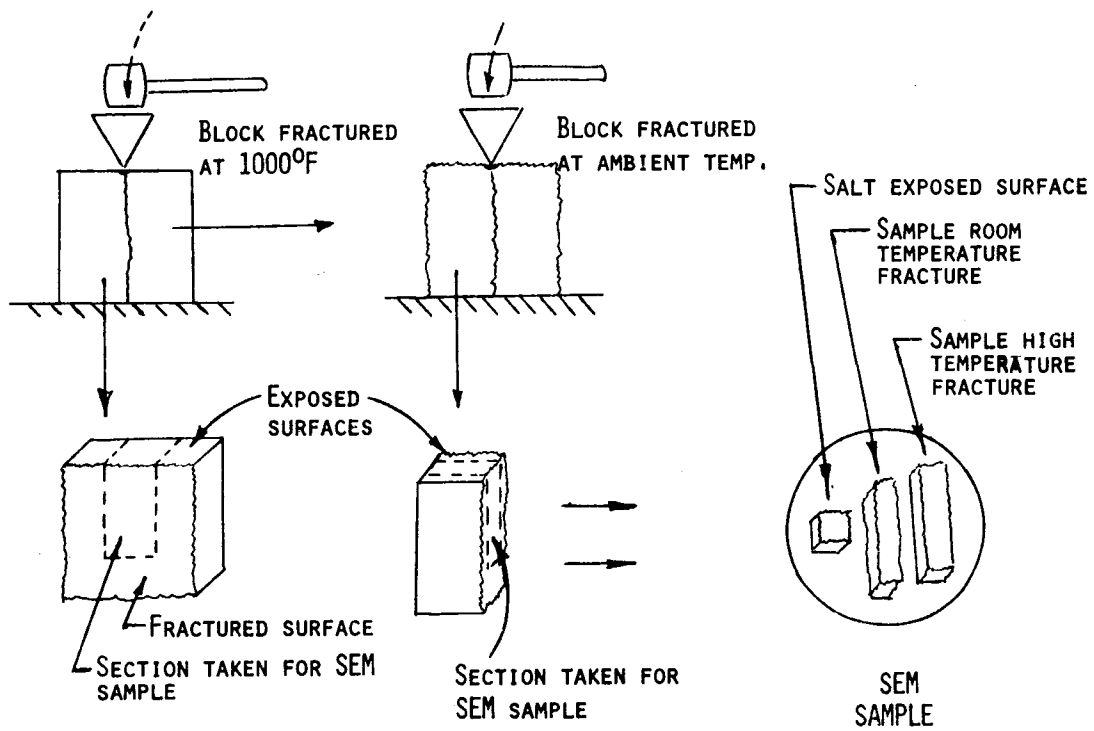 BLOCK FRACTURED
AT 1000°F
BLOCK FRACTURED
AT AMBIENT TEMP.
SALT EXPOSED SURFACE
SAMPLE ROOM
TEMPERATURE
FRACTURE
SAMPLE HIGH
TEMPERATURE
FRACTURE
EXPOSED
SURFACES
FRACTURED SURFACE
SECTION TAKEN FOR SEM
SAMPLE
SECTION TAKEN FOR
SEM SAMPLE
SEM
SAMPLE